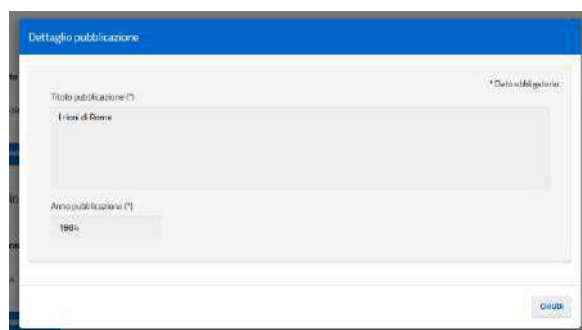 Dettaglio pubblicazione
* Dato obbligatorio
Titolo pubblicazione (*)
I rioni di Roma
Anno pubblicazione (*)
1984
CHIUDI